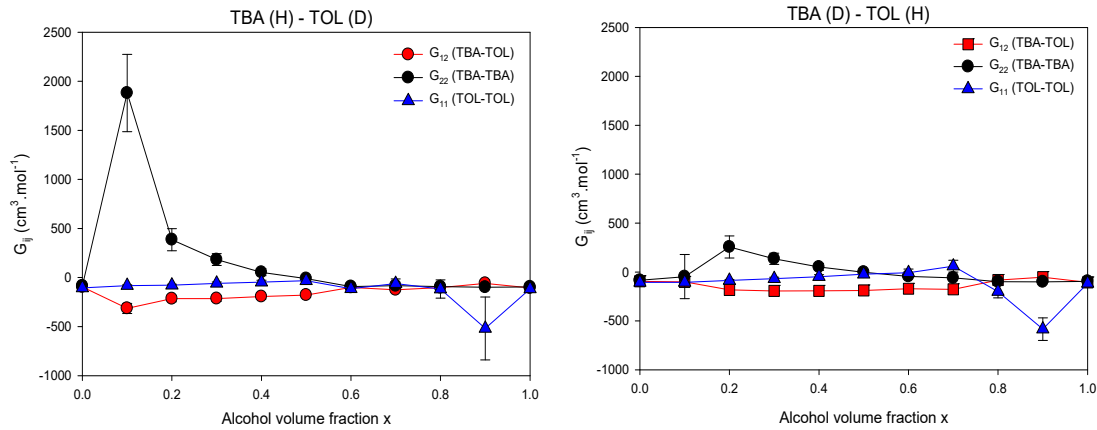 TBA (H) - TOL (D)
G12 (TBA-TOL)
G22 (TBA-TBA)
G11 (TOL-TOL)
Gij (cm3.mol-1)
2500
2000
1500
1000
500
0
-500
-1000
0.0 0.2 0.4 0.6 0.8 1.0
Alcohol volume fraction x
TBA (D) - TOL (H)
G12 (TBA-TOL)
G22 (TBA-TBA)
G11 (TOL-TOL)
Gij (cm3.mol-1)
2500
2000
1500
1000
500
0
-500
-1000
0.0 0.2 0.4 0.6 0.8 1.0
Alcohol volume fraction x